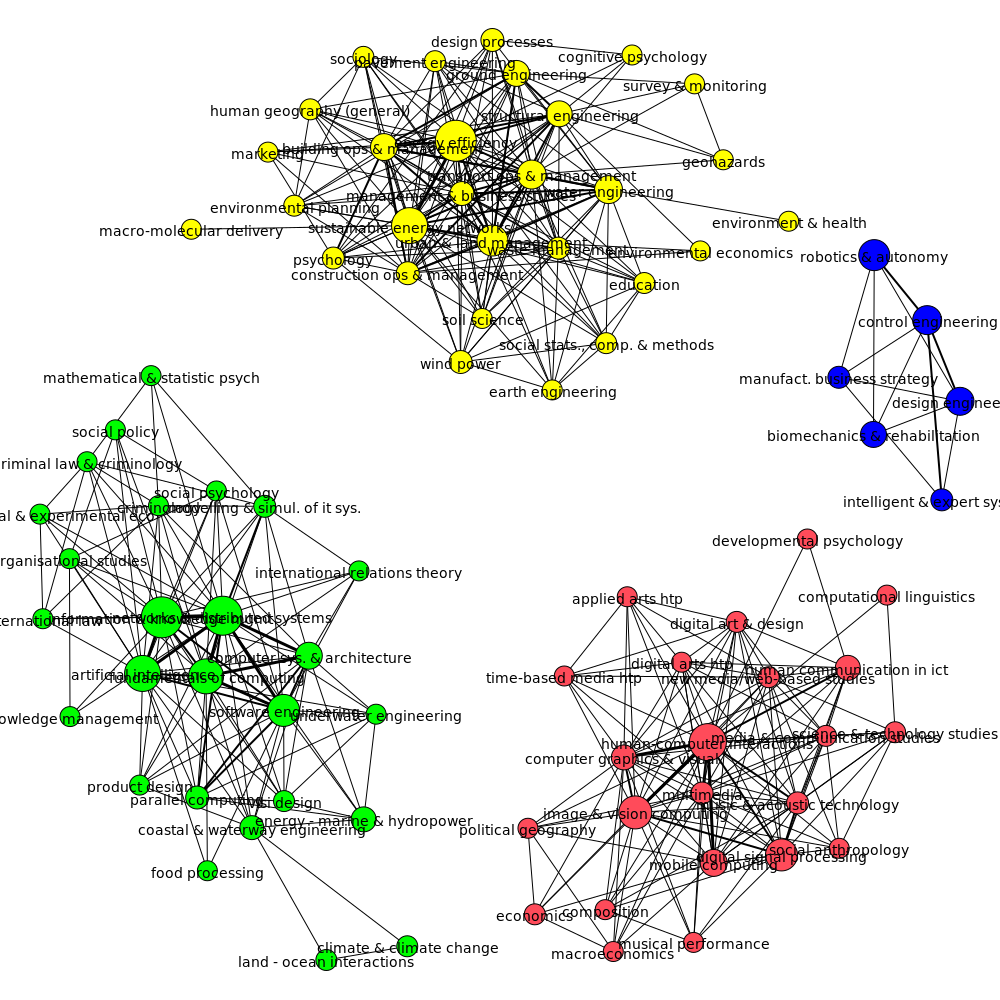 design processes
sociology
pavement engineering
cognitive psychology
ground engineering
survey & monitoring
human geography (general)
structural engineering
energy efficiency
building ops & management
marketing
geohazards
transport ops & management
management & business studies
water engineering
environmental planning
environment & health
macro-molecular delivery
sustainable energy networks
urban & land management
waste management
environmental economics
psychology
construction ops & management
education
soil science
social stats., comp. & methods
wind power
earth engineering
robotics & autonomy
control engineering
manufact. business strategy
design enginee
biomechanics & rehabilitation
intelligent & expert sys
mathematical & statistic psych
social policy
riminal law & criminology
social psychology
criminology
modelling & simul. of it sys.
al & experimental eco
rganisational studies
international relations theory
ternational law
information & knowledge mgmt
networks & distributed systems
computer sys. & architecture
artificial intelligence
fundamentals of computing
software engineering
underwater engineering
owledge management
product design
parallel computing
vlsi design
energy - marine & hydropower
coastal & waterway engineering
food processing
climate & climate change
land - ocean interactions
developmental psychology
computational linguistics
applied arts htp
digital art & design
digital arts htp
human communication in ict
time-based media htp
new media/web-based studies
science & technology studies
media & communication studies
human-computer interactions
computer graphics & visual.
multimedia
music & acoustic technology
image & vision computing
political geography
social anthropology
digital signal processing
mobile computing
economics
composition
musical performance
macroeconomics